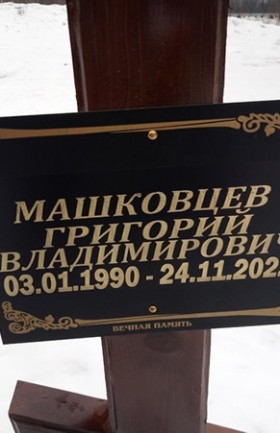 МАШКОВЦЕВ
ГРИГОРИЙ
ВЛАДИМИРОВИЧ
03.01.1990 - 24.11.202
ВЕЧНАЯ ПАМЯТЬ